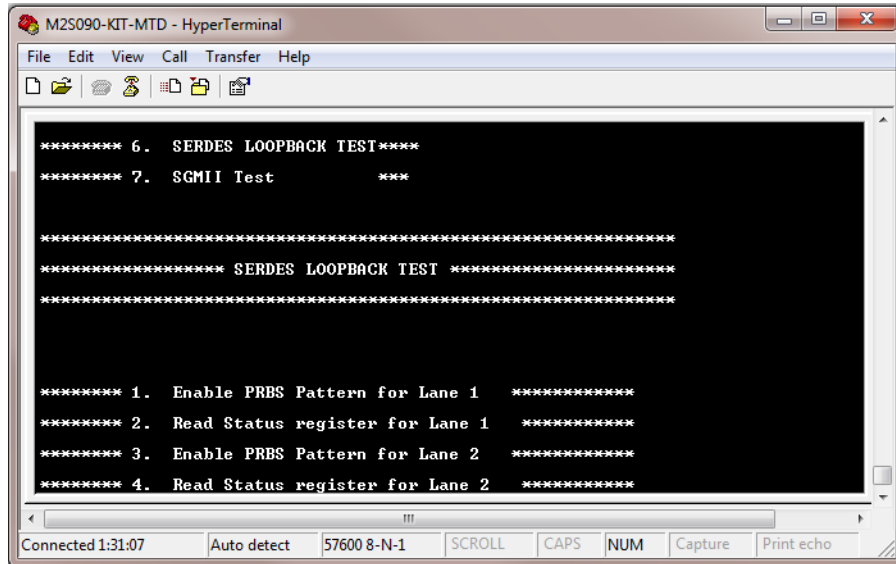 M2S090-KIT-MTD - HyperTerminal
File Edit View Call Transfer Help
******** 6. SERDES LOOPBACK TEST****
******** 7. SGMII Test ***
**************************************************************
****************** SERDES LOOPBACK TEST **********************
**************************************************************
******** 1. Enable PRBS Pattern for Lane 1 ************
******** 2. Read Status register for Lane 1 ***********
******** 3. Enable PRBS Pattern for Lane 2 ************
******** 4. Read Status register for Lane 2 ***********
Connected 1:31:07 Auto detect 57600 8-N-1 SCROLL CAPS NUM Capture Print echo